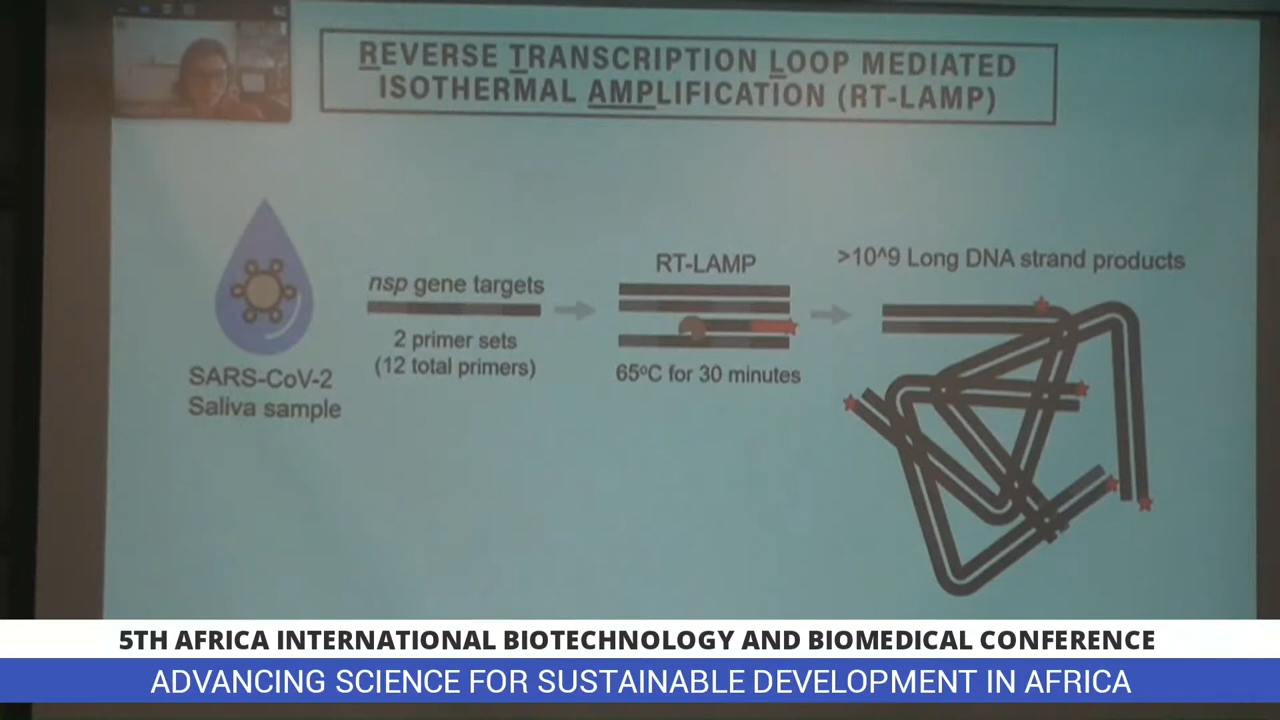 REVERSE TRANSCRIPTION LOOP MEDIATED
ISOTHERMAL AMPLIFICATION (RT-LAMP)
SARS-CoV-2
Saliva sample
nsp gene targets
2 primer sets
(12 total primers)
RT-LAMP
65ºC for 30 minutes
>10^9 Long DNA strand products
5TH AFRICA INTERNATIONAL BIOTECHNOLOGY AND BIOMEDICAL CONFERENCE
ADVANCING SCIENCE FOR SUSTAINABLE DEVELOPMENT IN AFRICA